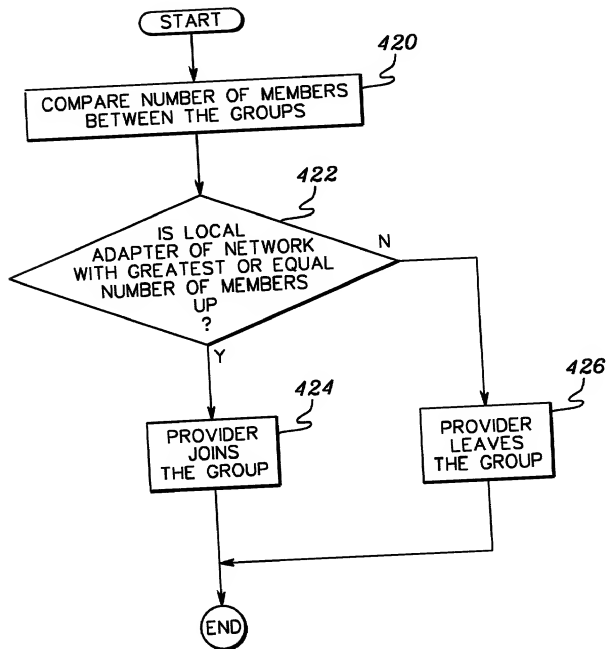 START
420
COMPARE NUMBER OF MEMBERS
BETWEEN THE GROUPS
422
IS LOCAL
ADAPTER OF NETWORK
WITH GREATEST OR EQUAL
NUMBER OF MEMBERS
UP
?
N
Y
424
PROVIDER
JOINS
THE GROUP
426
PROVIDER
LEAVES
THE GROUP
END